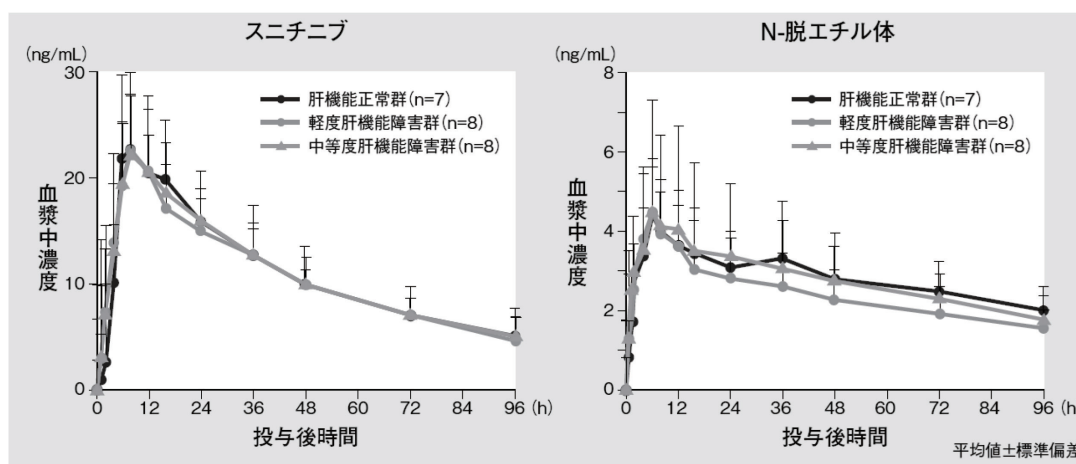 スニチニブ
(ng/mL)
30
20
10
0
血漿中濃度
肝機能正常群(n=7)
軽度肝機能障害群(n=8)
中等度肝機能障害群(n=8)
0 12 24 36 48 60 72 84 96 (h)
投与後時間
N-脱エチル体
(ng/mL)
8
6
4
2
0
血漿中濃度
肝機能正常群(n=7)
軽度肝機能障害群(n=8)
中等度肝機能障害群(n=8)
0 12 24 36 48 60 72 84 96 (h
投与後時間
平均値±標準偏差